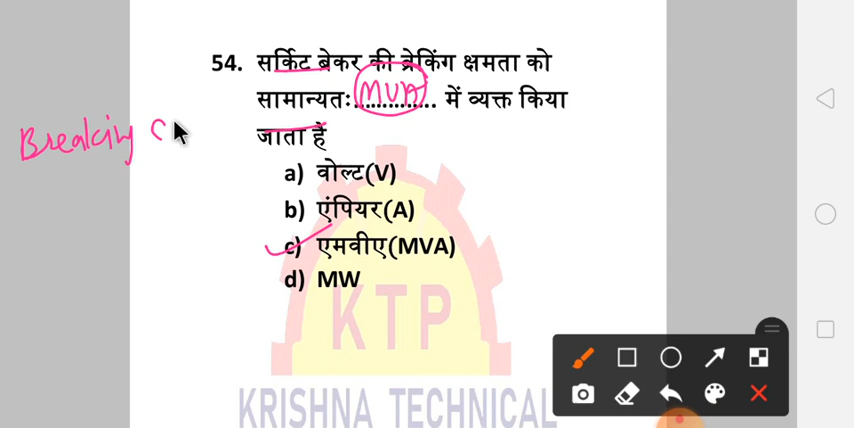 54. सर्किट ब्रेकर की ब्रेकिंग क्षमता को
सामान्यतः....MVA....... में व्यक्त किया
Breaking C
जाता है
a) वोल्ट(V)
b) एंपियर(A)
c) एमवीए(MVA)
d) MW
KTP
KRISHNA TECHNICAL